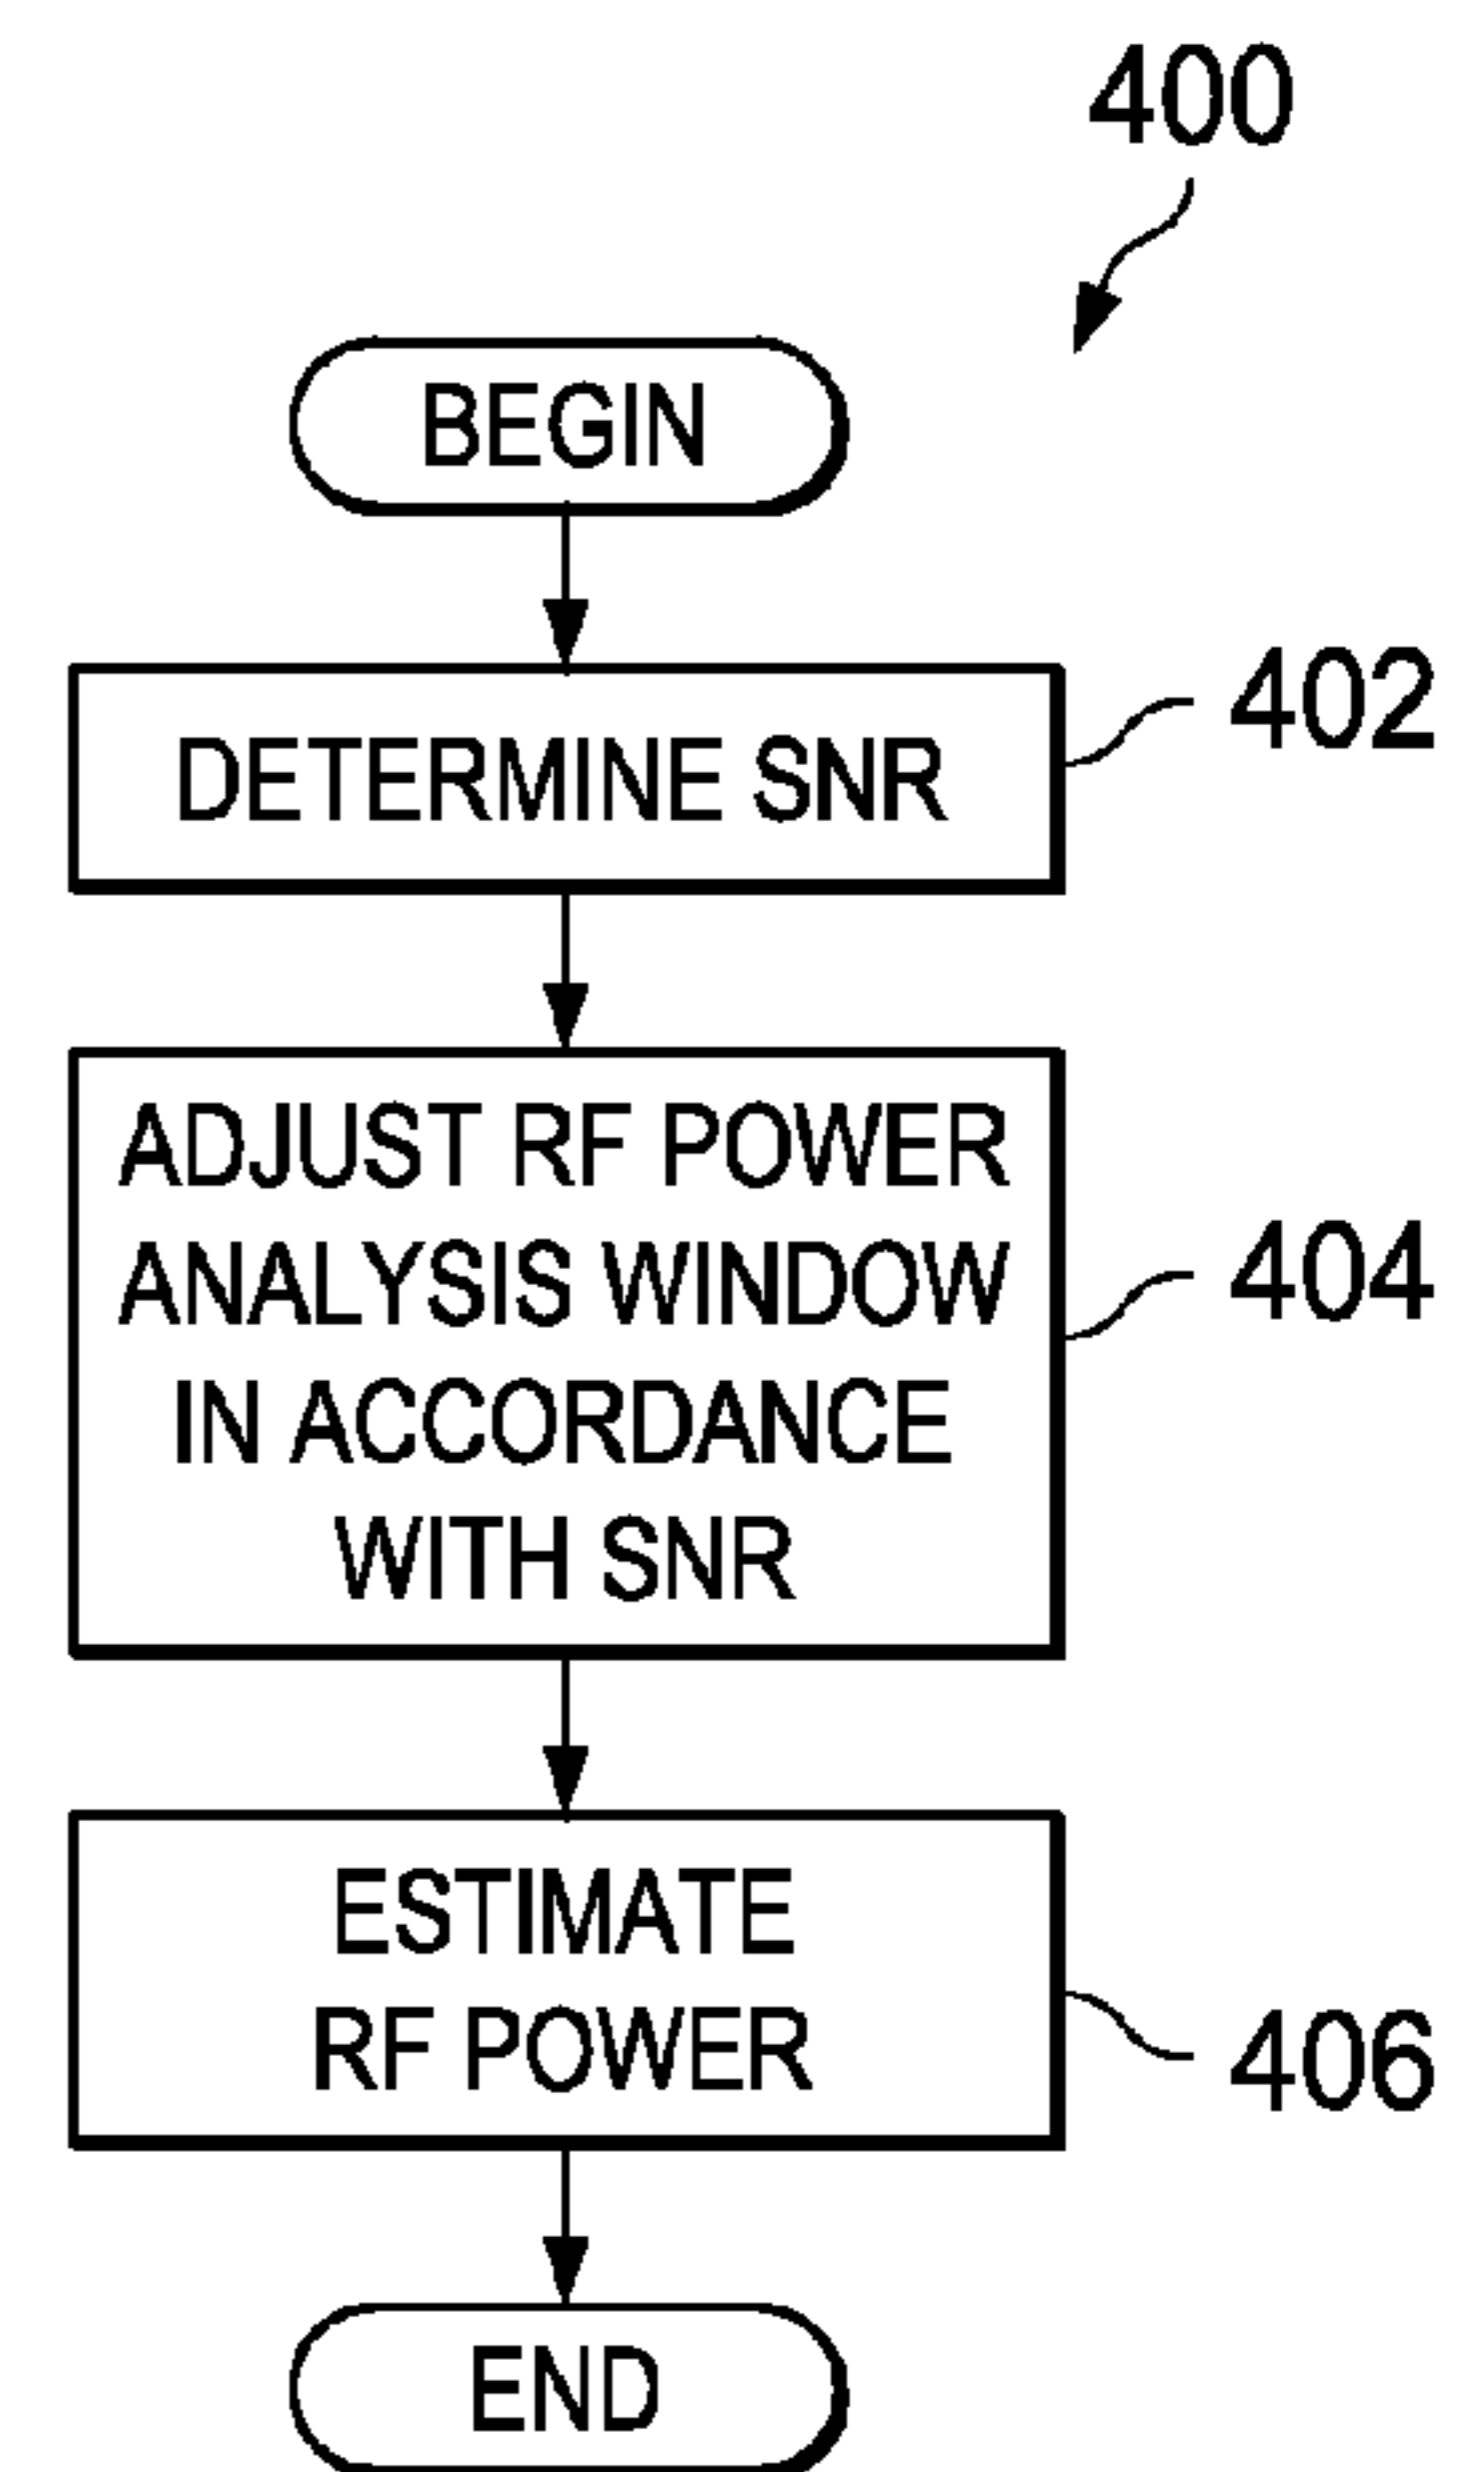 400
BEGIN
DETERMINE SNR
402
ADJUST RF POWER
ANALYSIS WINDOW
IN ACCORDANCE
WITH SNR
404
ESTIMATE
RF POWER
406
END